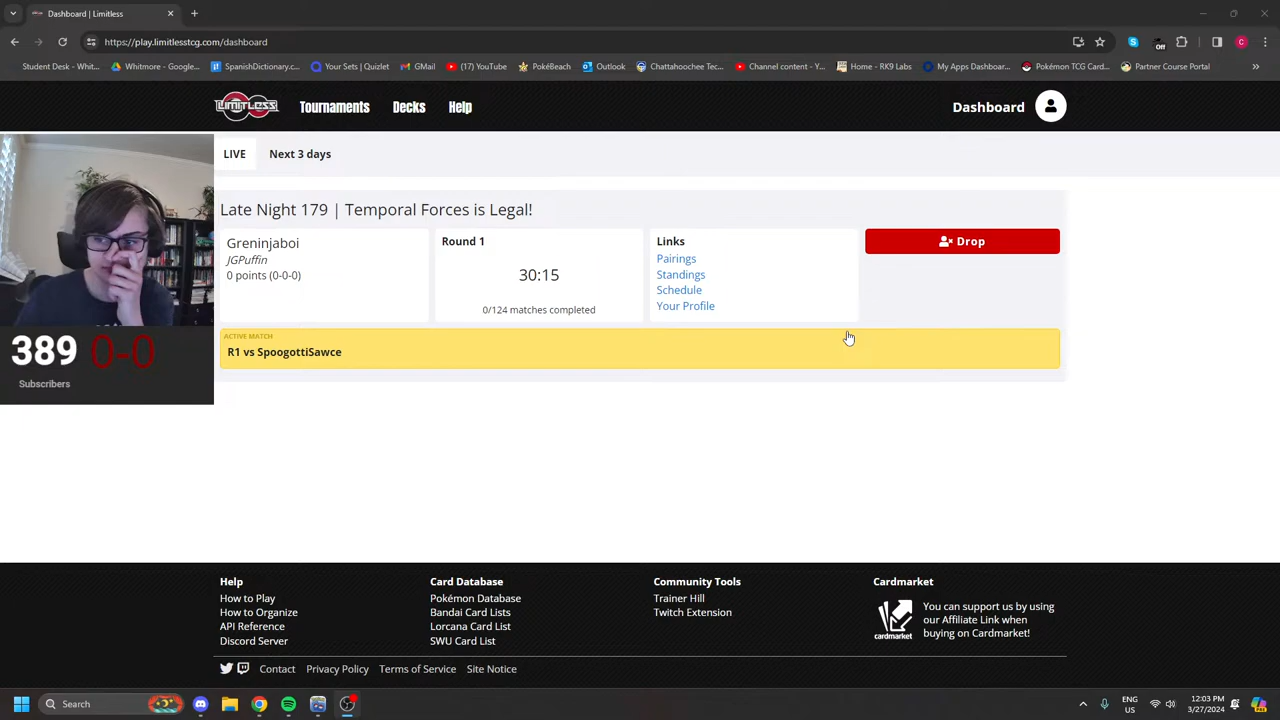 Dashboard | Limitless
https://play.limitlesstcg.com/dashboard
Off
C
Student Desk - Whit...
Whitmore - Google...
SpanishDictionary.c...
Your Sets | Quizlet
GMail
(17) YouTube
PokéBeach
Outlook
Chattahoochee Tec...
Channel content - Y...
Home - RK9 Labs
My Apps Dashboar...
Pokémon TCG Card...
Partner Course Portal
LIMITLESS
Tournaments
Decks
Help
Dashboard
LIVE
Next 3 days
Late Night 179 | Temporal Forces is Legal!
Greninjaboi
JGPuffin
0 points (0-0-0)
Round 1
30:15
0/124 matches completed
Links
Pairings
Standings
Schedule
Your Profile
Drop
ACTIVE MATCH
R1 vs SpoogottiSawce
389 0-0
Subscribers
Help
How to Play
How to Organize
API Reference
Discord Server
Card Database
Pokémon Database
Bandai Card Lists
Lorcana Card List
SWU Card List
Community Tools
Trainer Hill
Twitch Extension
Cardmarket
cardmarket
You can support us by using
our Affiliate Link when
buying on Cardmarket!
Contact
Privacy Policy
Terms of Service
Site Notice
Search
ENG
US
12:03 PM
3/27/2024